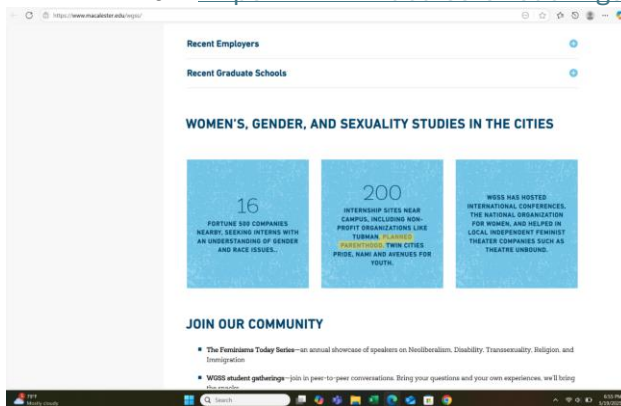 https://www.macalester.edu/wgss/
Recent Employers
Recent Graduate Schools
WOMEN'S, GENDER, AND SEXUALITY STUDIES IN THE CITIES
16
FORTUNE 500 COMPANIES
NEARBY, SEEKING INTERNS WITH
AN UNDERSTANDING OF GENDER
AND RACE ISSUES..
200
INTERNSHIP SITES NEAR
CAMPUS, INCLUDING NON-
PROFIT ORGANIZATIONS LIKE
TUBMAN, PLANNED
PARENTHOOD, TWIN CITIES
PRIDE, NAMI AND AVENUES FOR
YOUTH.
WGSS HAS HOSTED
INTERNATIONAL CONFERENCES,
THE NATIONAL ORGANIZATION
FOR WOMEN, AND HELPED IN
LOCAL INDEPENDENT FEMINIST
THEATER COMPANIES SUCH AS
THEATRE UNBOUND.
JOIN OUR COMMUNITY
The Feminisms Today Series—an annual showcase of speakers on Neoliberalism, Disability, Transsexuality, Religion, and
Immigration
WGSS student gatherings—join in peer-to-peer conversations. Bring your questions and your own experiences, we'll bring
the snacks
Mostly cloudy
Search